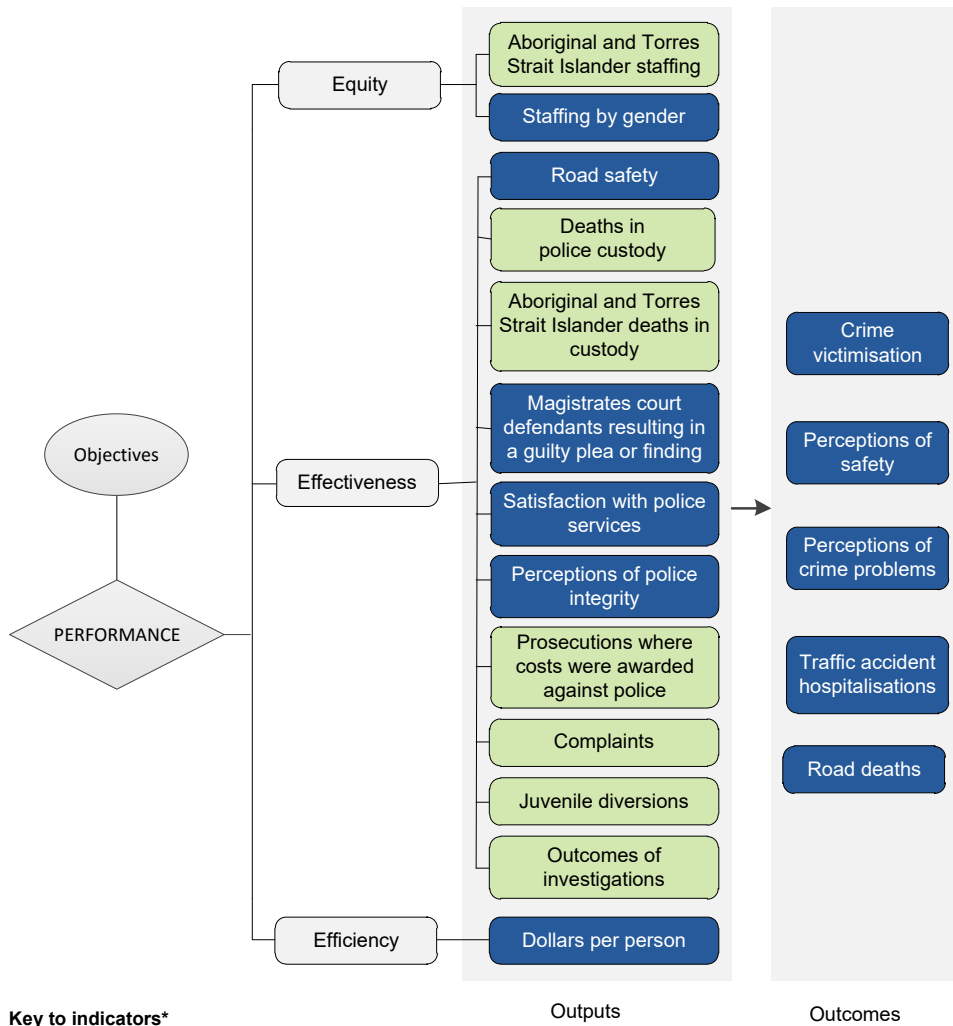 Objectives
PERFORMANCE
Equity
Aboriginal and Torres
Strait Islander staffing
Staffing by gender
Effectiveness
Road safety
Deaths in
police custody
Aboriginal and Torres
Strait Islander deaths in
custody
Magistrates court
defendants resulting in
a guilty plea or finding
Satisfaction with police
services
Perceptions of police
integrity
Prosecutions where
costs were awarded
against police
Complaints
Juvenile diversions
Outcomes of
investigations
Efficiency
Dollars per person
Crime
victimisation
Perceptions of
safety
Perceptions of
crime problems
Traffic accident
hospitalisations
Road deaths
Outputs
Outcomes
Key to indicators*